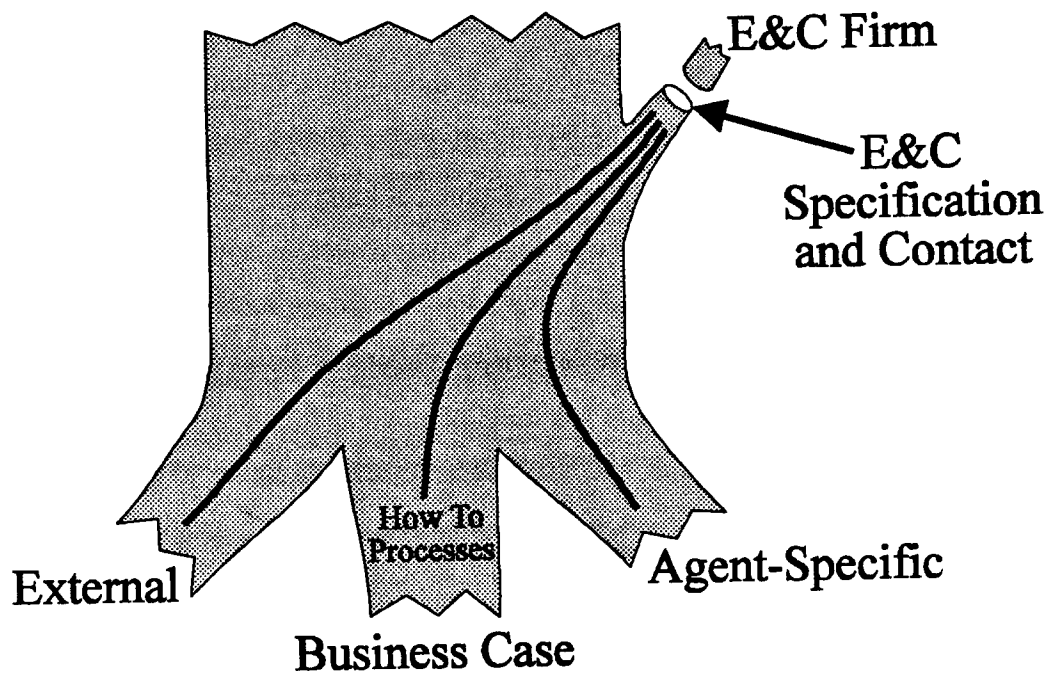 E&C Firm
E&C
Specification
and Contact
How To
Processes
External
Agent-Specific
Business Case